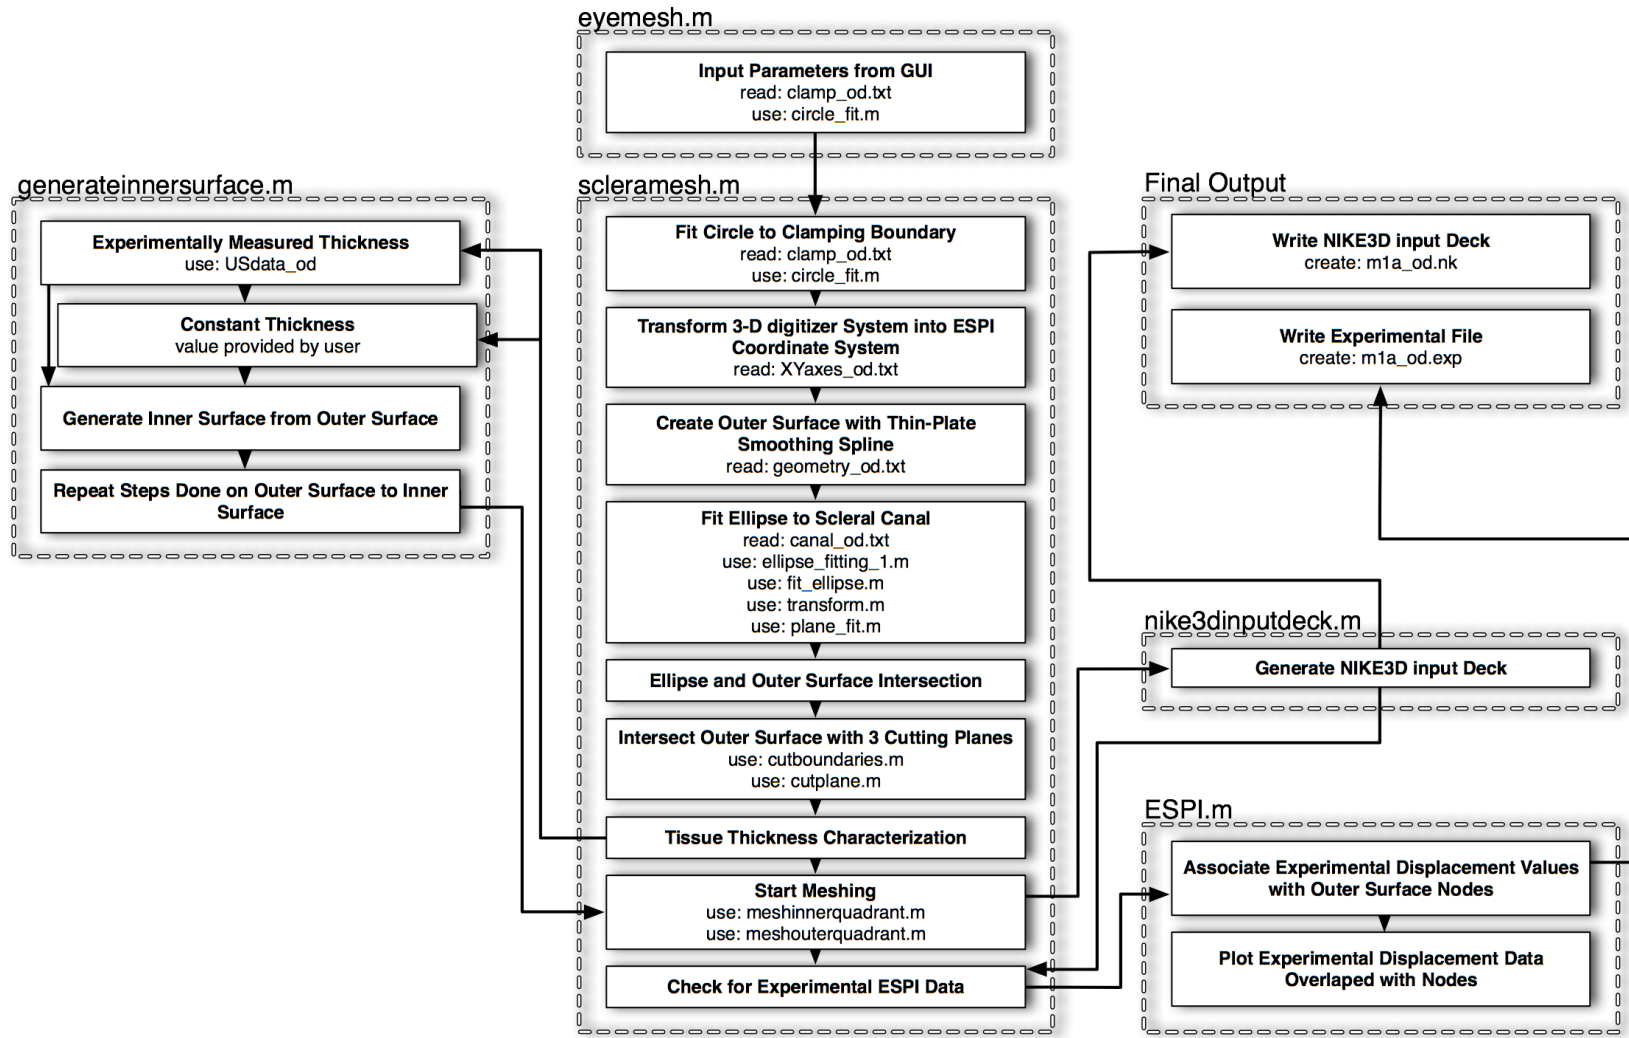 eyemesh.m
Input Parameters from GUI
read: clamp_od.txt
use: circle_fit.m
generateinnersurface.m
Experimentally Measured Thickness
use: USdata_od
Constant Thickness
value provided by user
Generate Inner Surface from Outer Surface
Repeat Steps Done on Outer Surface to Inner
Surface
scleramesh.m
Fit Circle to Clamping Boundary
read: clamp_od.txt
use: circle_fit.m
Transform 3-D digitizer System into ESPI
Coordinate System
read: XYaxes_od.txt
Create Outer Surface with Thin-Plate
Smoothing Spline
read: geometry_od.txt
Fit Ellipse to Scleral Canal
read: canal_od.txt
use: ellipse_fitting_1.m
use: fit_ellipse.m
use: transform.m
use: plane_fit.m
Ellipse and Outer Surface Intersection
Intersect Outer Surface with 3 Cutting Planes
use: cutboundaries.m
use: cutplane.m
Tissue Thickness Characterization
Start Meshing
use: meshinnerquadrant.m
use: meshouterquadrant.m
Check for Experimental ESPI Data
Final Output
Write NIKE3D input Deck
create: m1a_od.nk
Write Experimental File
create: m1a_od.exp
nike3dinputdeck.m
Generate NIKE3D input Deck
ESPI.m
Associate Experimental Displacement Values
with Outer Surface Nodes
Plot Experimental Displacement Data
Overlaped with Nodes